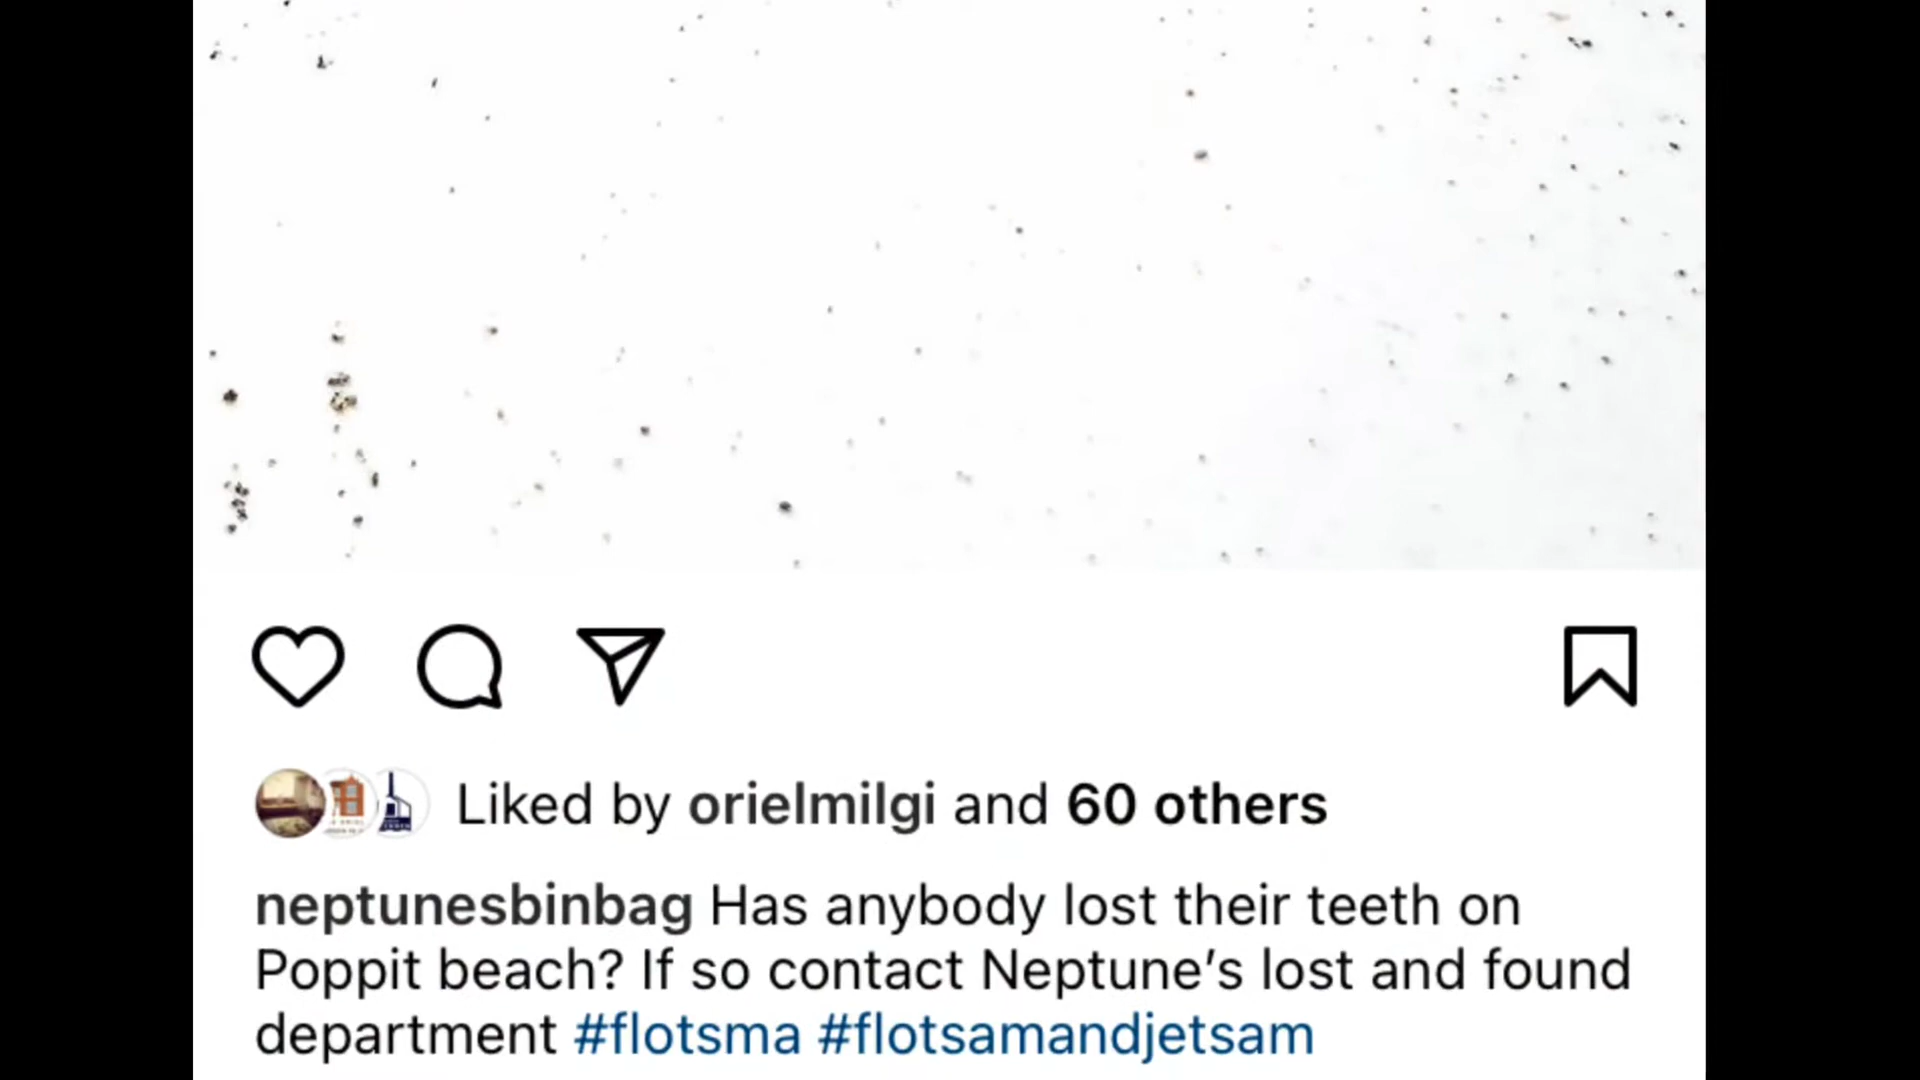 Liked by orielmilgi and 60 others
neptunesbinbag Has anybody lost their teeth on
Poppit beach? If so contact Neptune’s lost and found
department #flotsma #flotsamandjetsam